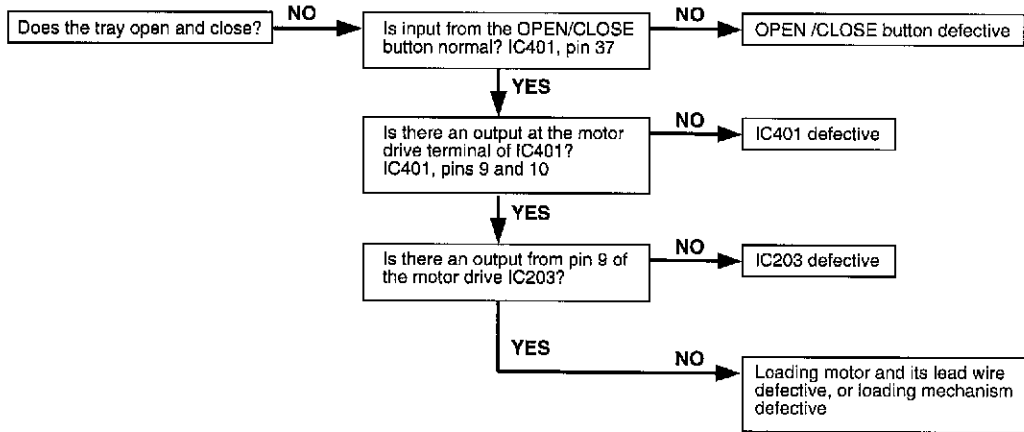 Does the tray open and close?
NO
Is input from the OPEN/CLOSE
button normal? IC401, pin 37
NO
OPEN /CLOSE button defective
YES
Is there an output at the motor
drive terminal of IC401?
IC401, pins 9 and 10
NO
IC401 defective
YES
Is there an output from pin 9 of
the motor drive IC203?
NO
IC203 defective
YES
NO
Loading motor and its lead wire
defective, or loading mechanism
defective